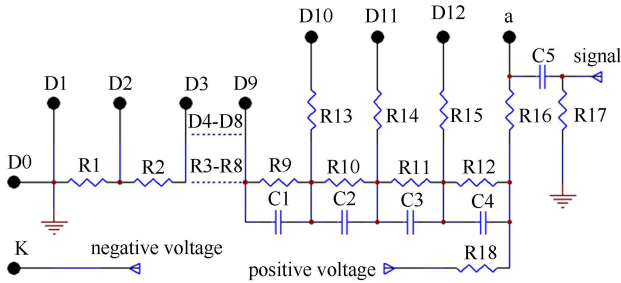 D10 D11 D12 a
C5 signal
D1 D2 D3 D9
D4-D8
R13 R14 R15 R16 R17
D0 R1 R2 R3-R8 R9 R10 R11 R12
C1 C2 C3 C4
K negative voltage
positive voltage R18